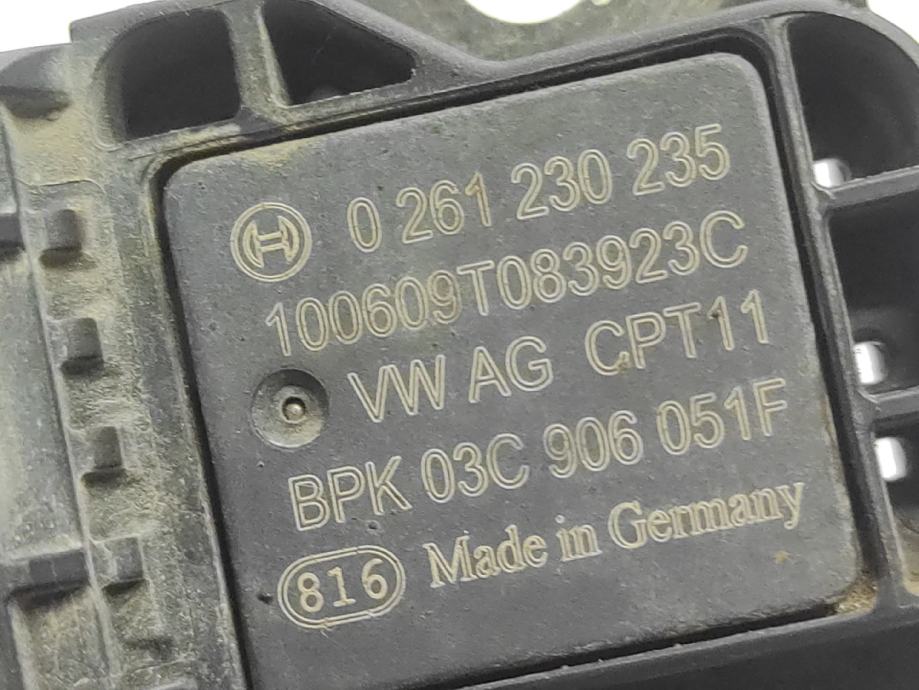 0 261 230 235
100609T083923C
VW AG CPT11
BPK 03C 906 051F
816 Made in Germany